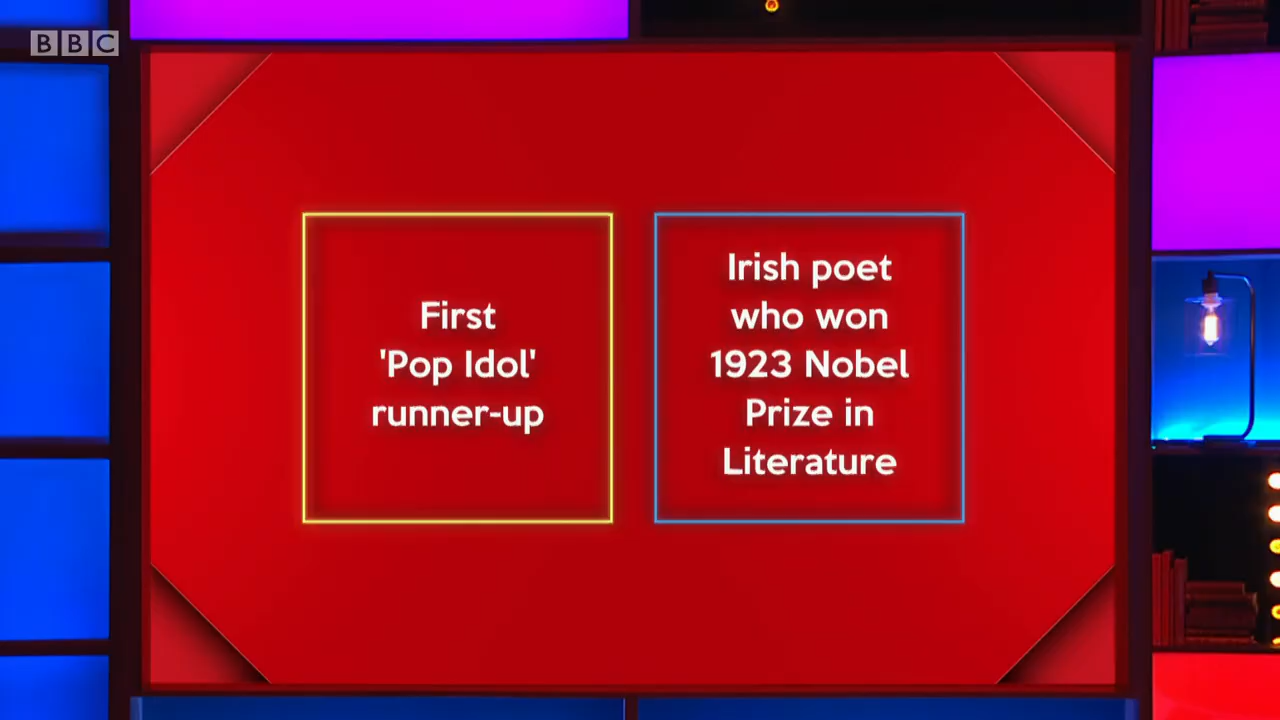 BBC
First
'Pop Idol'
runner-up
Irish poet
who won
1923 Nobel
Prize in
Literature